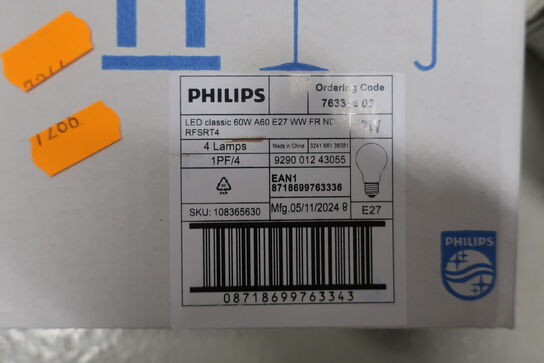 PHILIPS
Ordering Code
LED classic 60W A60 E27 WW FR ND
RFSRT4
7W
4 Lamps
Made in China
1PF/4
9290 012 43055
EAN1
8718699763336
SKU: 108365630
Mfg.05/11/2024
E27
08718699763343
PHILIPS